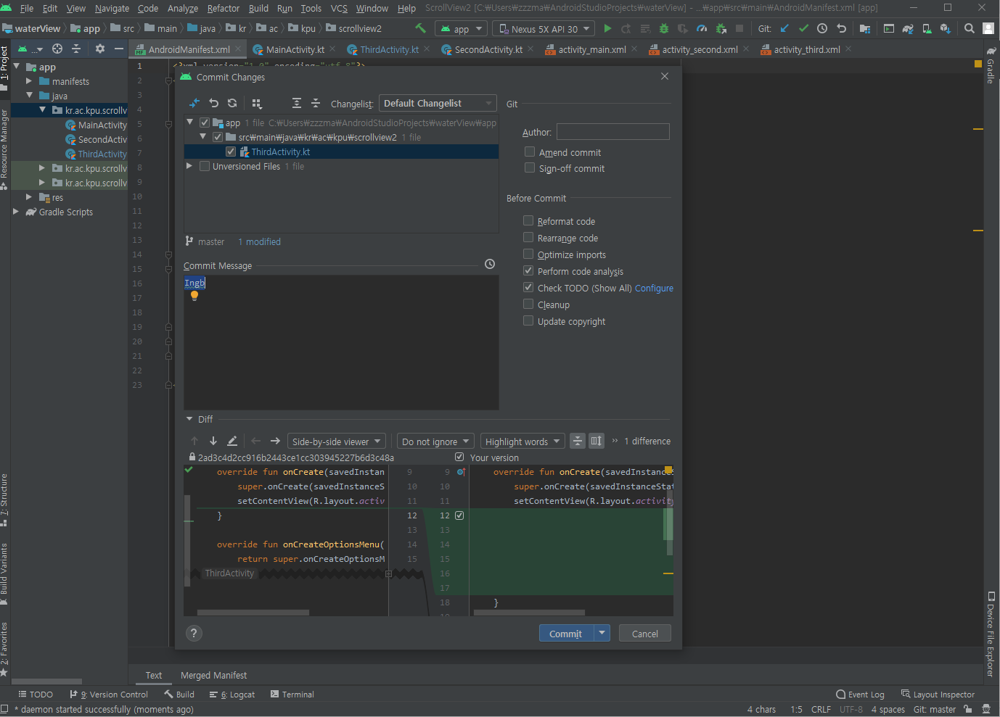 File Edit View Navigate Code Analyze Refactor Build Run Tools VCS Window Help ScrollView2 [C:₩Users₩zzzma₩AndroidStudioProjects₩waterView] - ...₩app₩src₩main₩AndroidManifest.xml [app]
waterView app src main java kr ac kpu scrollview2 app Nexus 5X API 30 Git:
... AndroidManifest.xml MainActivity.kt ThirdActivity.kt SecondActivity.kt activity_main.xml activity_second.xml activity_third.xml
1: Project
Resource Manager
7: Structure
Build Variants
2: Favorites
app
manifests
java
kr.ac.kpu.scrollv
MainActivity
SecondActiv
ThirdActivity
kr.ac.kpu.scrollv
kr.ac.kpu.scrollv
res
Gradle Scripts
1
2
3
4
5
6
7
8
9
10
11
12
13
14
15
16
17
18
19
20
21
22
23
<?xml version="1.0" encoding="utf-8"?>
Commit Changes
Changelist: Default Changelist
app 1 file C:₩Users₩zzzma₩AndroidStudioProjects₩waterView₩app
src₩main₩java₩kr₩ac₩kpu₩scrollview2 1 file
ThirdActivity.kt
Unversioned Files 1 file
master 1 modified
Commit Message
Ingb
Git
Author:
Amend commit
Sign-off commit
Before Commit
Reformat code
Rearrange code
Optimize imports
Perform code analysis
Check TODO (Show All) Configure
Cleanup
Update copyright
Diff
Side-by-side viewer Do not ignore Highlight words 1 difference
2ad3c4d2cc916b2443ce1cc303945227b6d3c48a Your version
override fun onCreate(savedInstan 9 9 override fun onCreate(savedInstanceS
super.onCreate(savedInstanceS 10 10 super.onCreate(savedInstanceStat
setContentView(R.layout.activ 11 11 setContentView(R.layout.activity
} 12 12
13 13
override fun onCreateOptionsMenu( 14 14
return super.onCreateOptionsM 15 15
ThirdActivity 16
17
18 }
19
? Commit Cancel
Gradle
Device File Explorer
Text Merged Manifest
TODO 9: Version Control Build 6: Logcat Terminal Event Log Layout Inspector
* daemon started successfully (moments ago) 4 chars 1:5 CRLF UTF-8 4 spaces Git: master